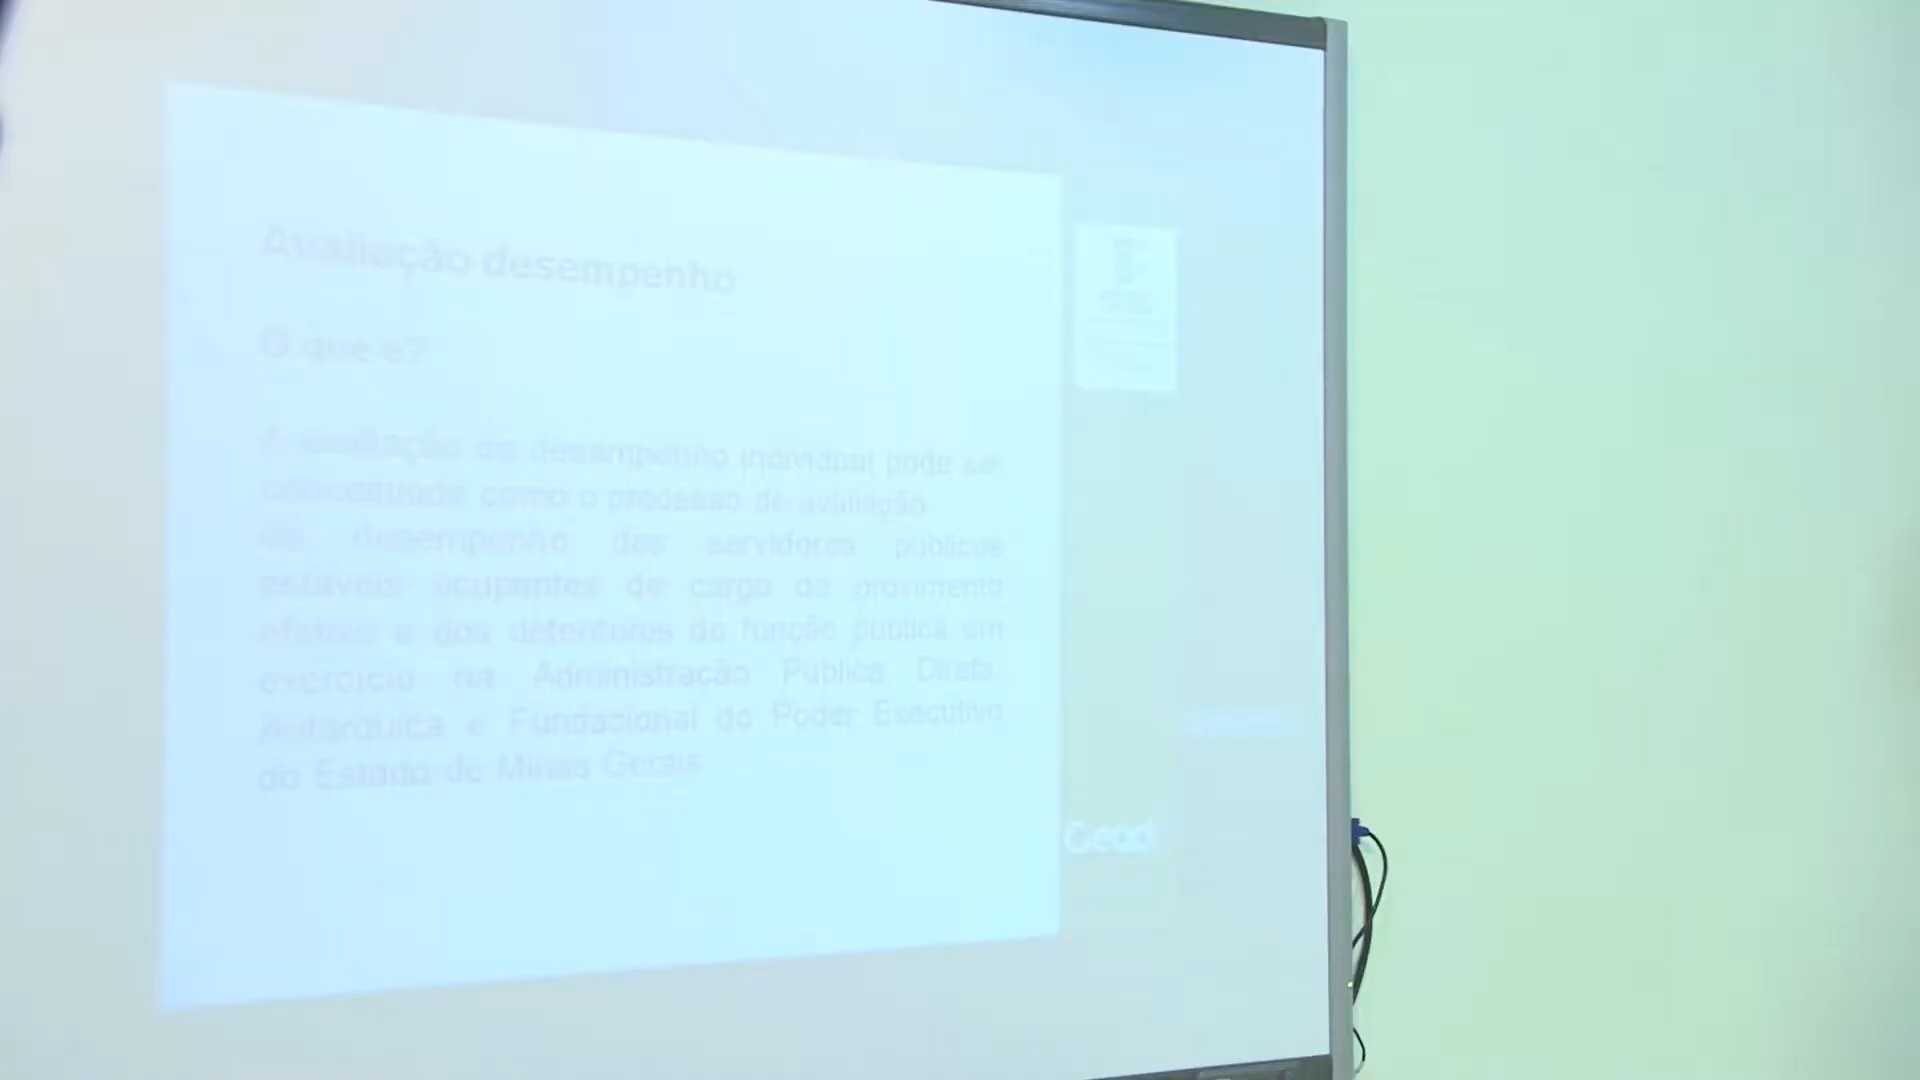 Avaliação desempenho
O que é?
A avaliação de desempenho individual pode ser
como o processo de avaliação
de desempenho dos servidores públicos
estáveis ocupantes de cargo de provimento
efetivo e dos detentores de função pública em
exercício na Administração Pública Direta,
Autárquica e Fundacional do Poder Executivo
do Estado de Minas Gerais
Gead